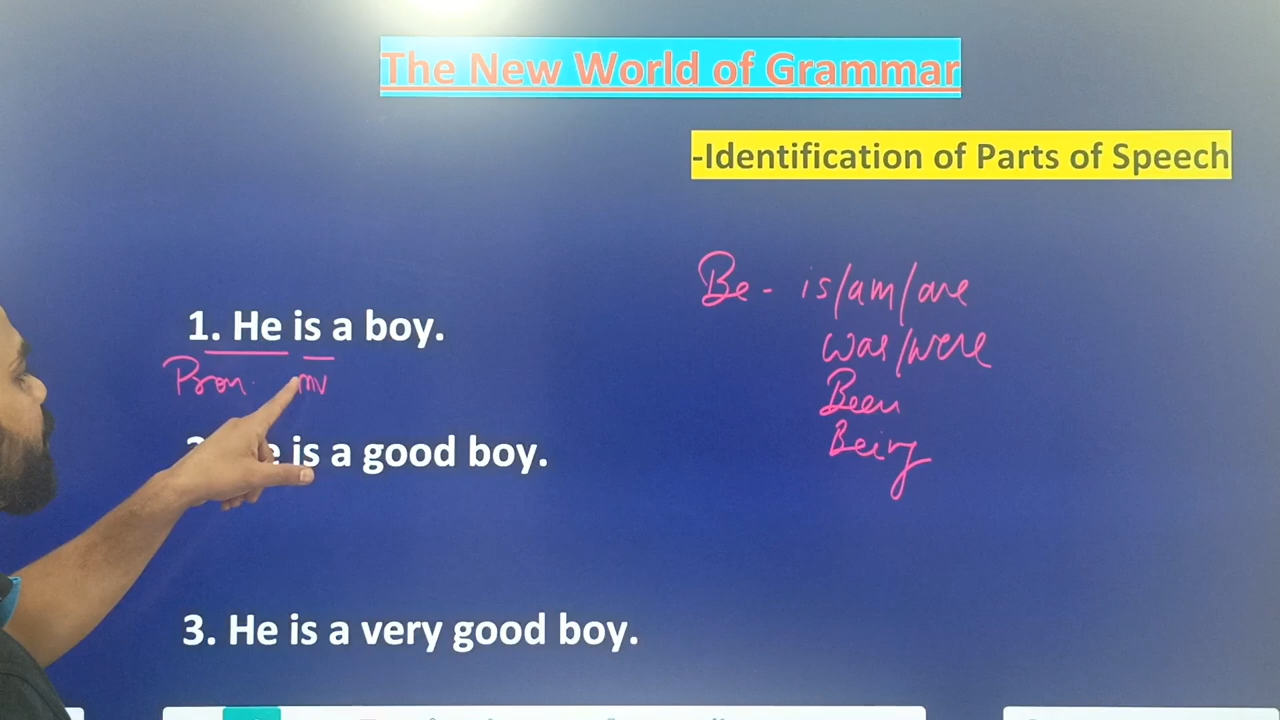 The New World of Grammar
-Identification of Parts of Speech
Be - is/am/are
was/were
Been
Being
1. He is a boy.
Pron. mv
is a good boy.
3. He is a very good boy.